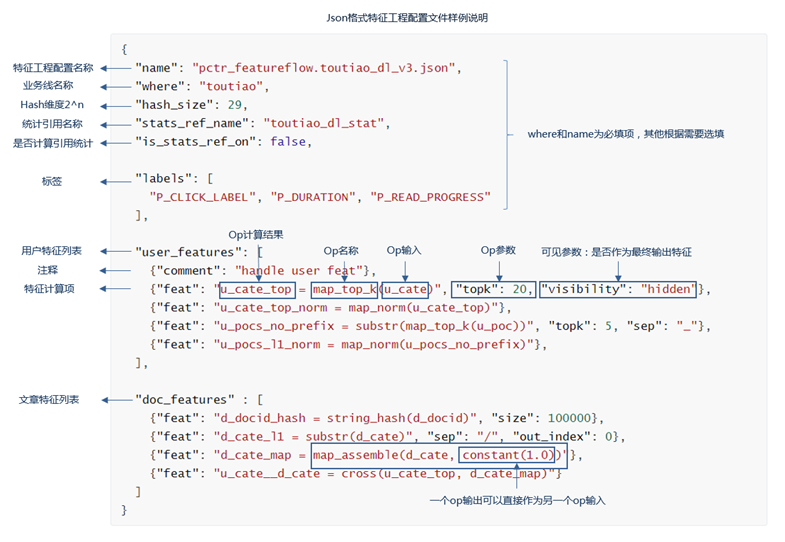 Json格式特征工程配置文件样例说明
{
特征工程配置名称 "name": "pctr_featureflow.toutiao_dl_v3.json",
业务线名称 "where": "toutiao",
Hash维度2^n "hash_size": 29,
统计引用名称 "stats_ref_name": "toutiao_dl_stat",
where和name为必填项，其他根据需要选填
是否计算引用统计 "is_stats_ref_on": false,
标签 "labels": [
"P_CLICK_LABEL", "P_DURATION", "P_READ_PROGRESS"
],
Op计算结果
用户特征列表 "user_features": [ Op名称 Op输入 Op参数 可见参数：是否作为最终输出特征
注释 {"comment": "handle user feat"},
特征计算项 {"feat": "u_cate_top = map_top_k(u_cate)", "topk": 20, "visibility": "hidden"},
{"feat": "u_cate_top_norm = map_norm(u_cate_top)"},
{"feat": "u_pocs_no_prefix = substr(map_top_k(u_poc))", "topk": 5, "sep": "_"},
{"feat": "u_pocs_l1_norm = map_norm(u_pocs_no_prefix)"},
],
文章特征列表 "doc_features" : [
{"feat": "d_docid_hash = string_hash(d_docid)", "size": 100000},
{"feat": "d_cate_l1 = substr(d_cate)", "sep": "/", "out_index": 0},
{"feat": "d_cate_map = map_assemble(d_cate, constant(1.0))"},
{"feat": "u_cate__d_cate = cross(u_cate_top, d_cate_map)"}
]
一个op输出可以直接作为另一个op输入
}